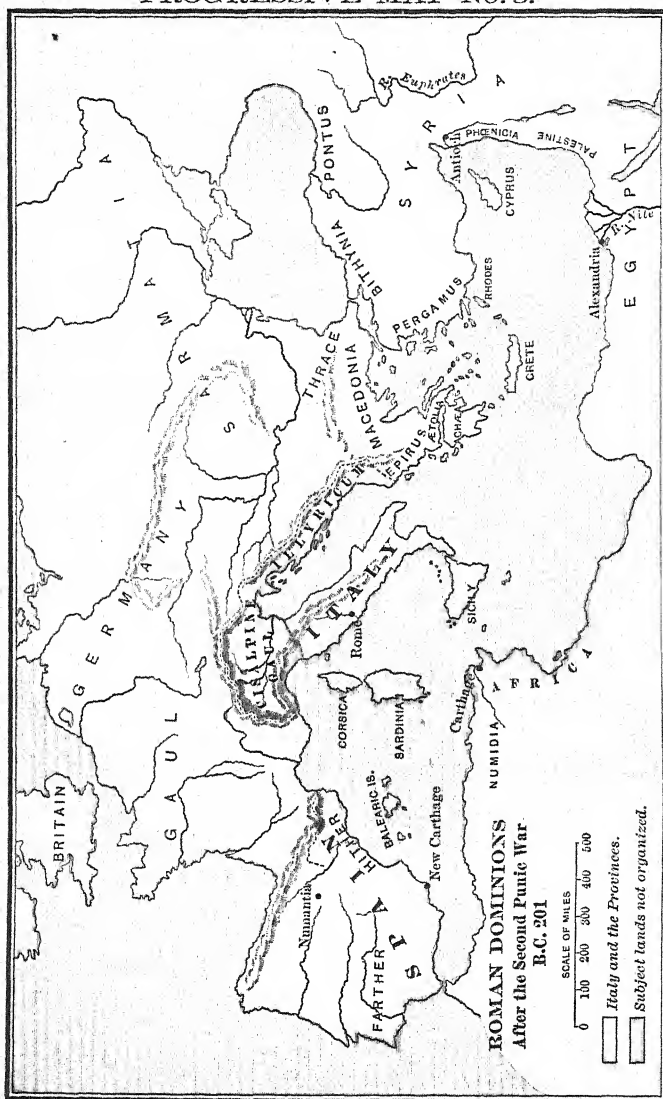 PROGRESSIVE MAP No. 3.
BRITAIN
GERMANY
SARMATIA
GAUL
CISALPINE
GAUL
ILLYRICUM
ITALY
Rome
THRACE
MACEDONIA
EPIRUS
ÆTOLIA
ACHÆA
BITHYNIA
PONTUS
PERGAMUS
RHODES
CRETE
CYPRUS
SYRIA
R. Euphrates
Antioch
PHŒNICIA
PALESTINE
EGYPT
R. Nile
Alexandria
CORSICA
SARDINIA
SICILY
BALEARIC IS.
Carthage
AFRICA
NUMIDIA
SPAIN
HITHER
FARTHER
Numantia
New Carthage
ROMAN DOMINIONS
After the Second Punic War
B.C. 201
SCALE OF MILES
0 100 200 300 400 500
Italy and the Provinces.
Subject lands not organized.